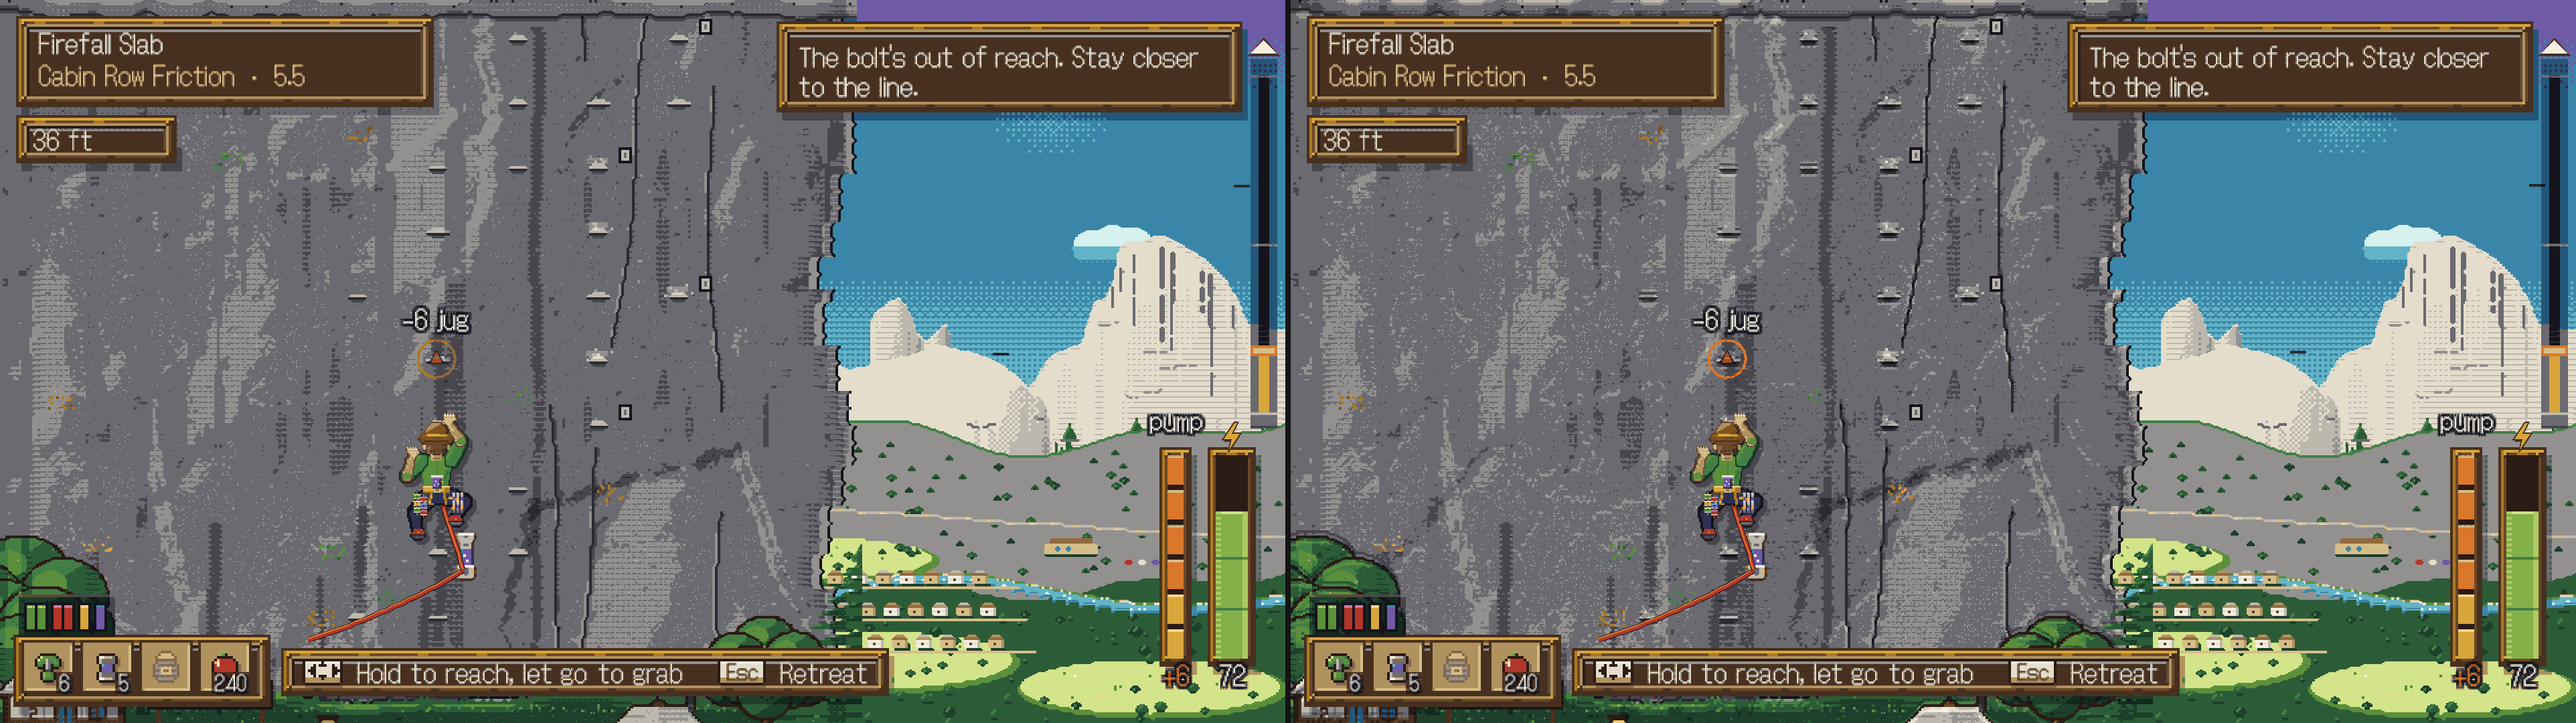 Firefall Slab
Cabin Row Friction · 5.5
36 ft
The bolt's out of reach. Stay closer
to the line.
-6 jug
pump
6
5
240
Hold to reach, let go to grab
Esc Retreat
+6
72
Firefall Slab
Cabin Row Friction · 5.5
36 ft
The bolt's out of reach. Stay closer
to the line.
-6 jug
pump
6
5
240
Hold to reach, let go to grab
Esc Retreat
+6
72